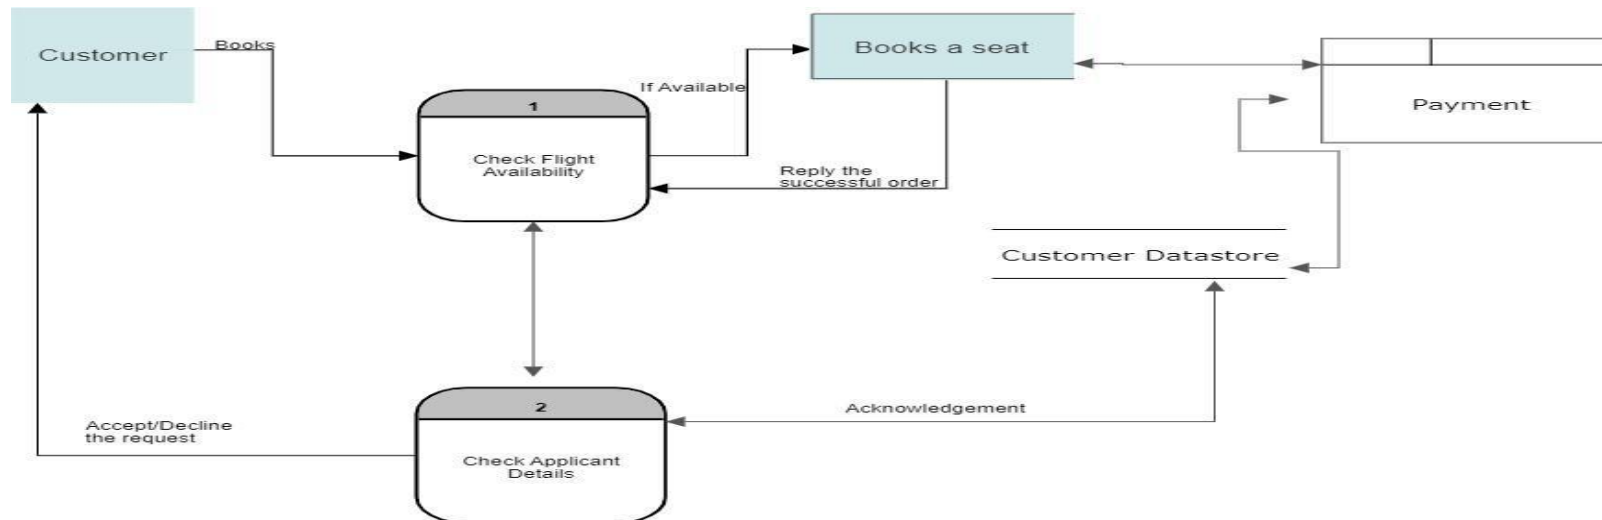 Customer
Books
Books a seat
If Available
1
Check Flight
Availability
Payment
Reply the
successful order
Customer Datastore
2
Acknowledgement
Accept/Decline
the request
Check Applicant
Details